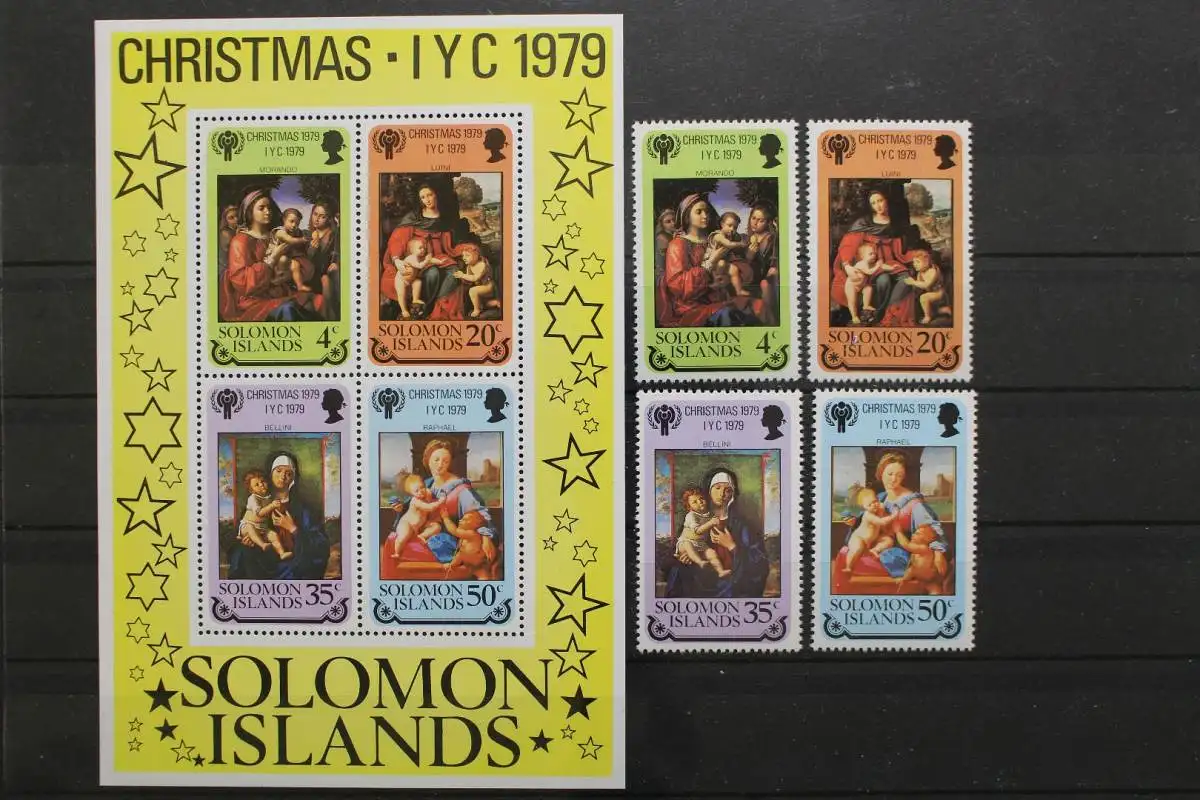 CHRISTMAS · I Y C 1979
CHRISTMAS 1979
I Y C 1979
MORANDO
SOLOMON
ISLANDS 4c
CHRISTMAS 1979
I Y C 1979
LUINI
SOLOMON
ISLANDS 20c
CHRISTMAS 1979
I Y C 1979
BELLINI
SOLOMON
ISLANDS 35c
CHRISTMAS 1979
I Y C 1979
RAPHAEL
SOLOMON
ISLANDS 50c
SOLOMON
ISLANDS
CHRISTMAS 1979
I Y C 1979
MORANDO
SOLOMON
ISLANDS 4c
CHRISTMAS 1979
I Y C 1979
LUINI
SOLOMON
ISLANDS 20c
CHRISTMAS 1979
I Y C 1979
BELLINI
SOLOMON
ISLANDS 35c
CHRISTMAS 1979
I Y C 1979
RAPHAEL
SOLOMON
ISLANDS 50c